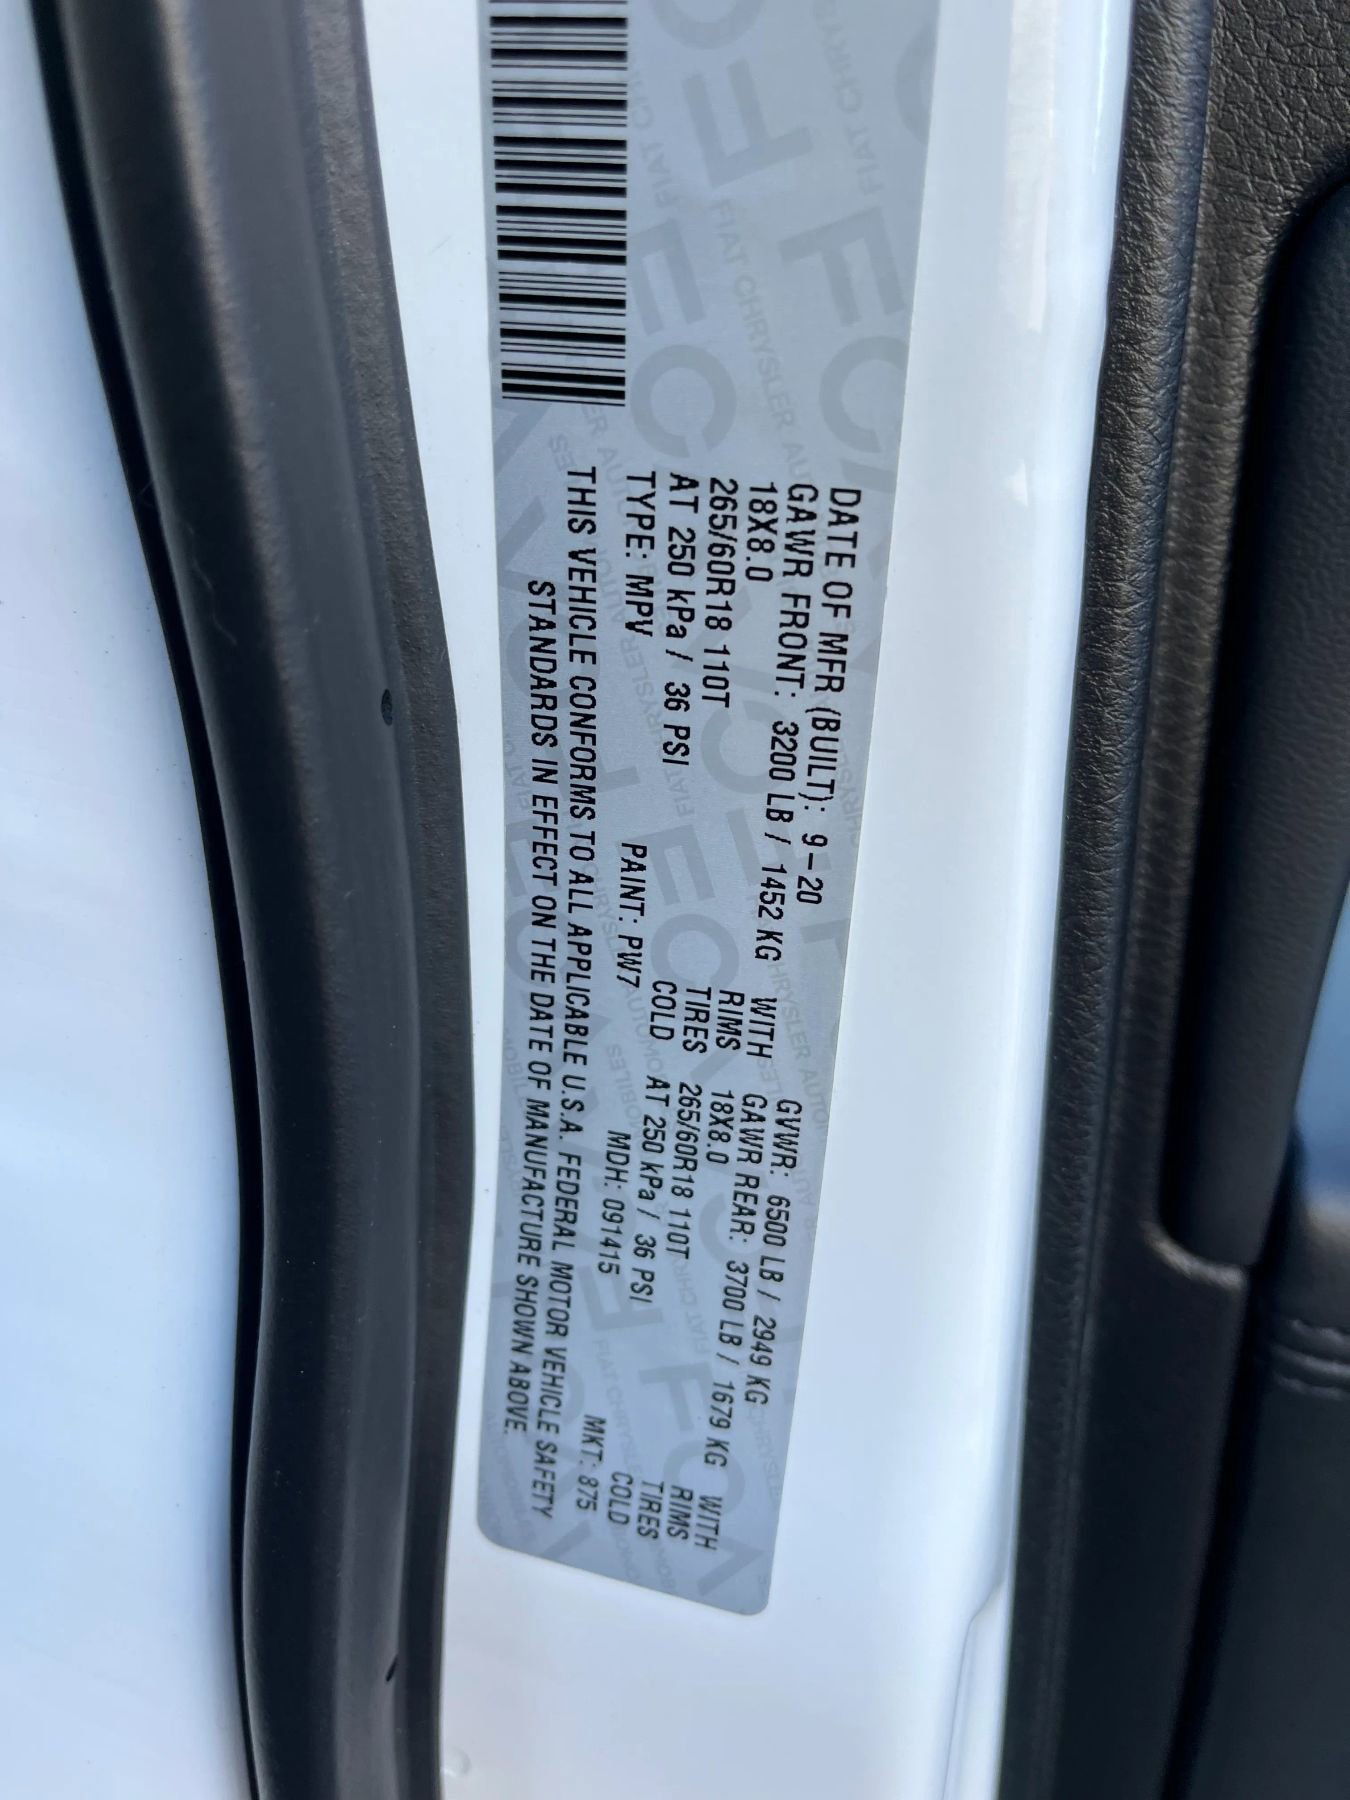 DATE OF MFR (BUILT): 9-20 GVWR: 6500 LB / 2949 KG
GAWR FRONT: 3200 LB / 1452 KG WITH GAWR REAR: 3700 LB / 1679 KG WITH
18X8.0 RIMS 18X8.0 RIMS
265/60R18 110T TIRES 265/60R18 110T TIRES
AT 250 kPa / 36 PSI COLD AT 250 kPa / 36 PSI COLD
TYPE: MPV PAINT: PW7 MDH: 091415 MKT: 875
THIS VEHICLE CONFORMS TO ALL APPLICABLE U.S.A. FEDERAL MOTOR VEHICLE SAFETY
STANDARDS IN EFFECT ON THE DATE OF MANUFACTURE SHOWN ABOVE.
FCA
FIAT CHRYSLER AUTOMOBILES